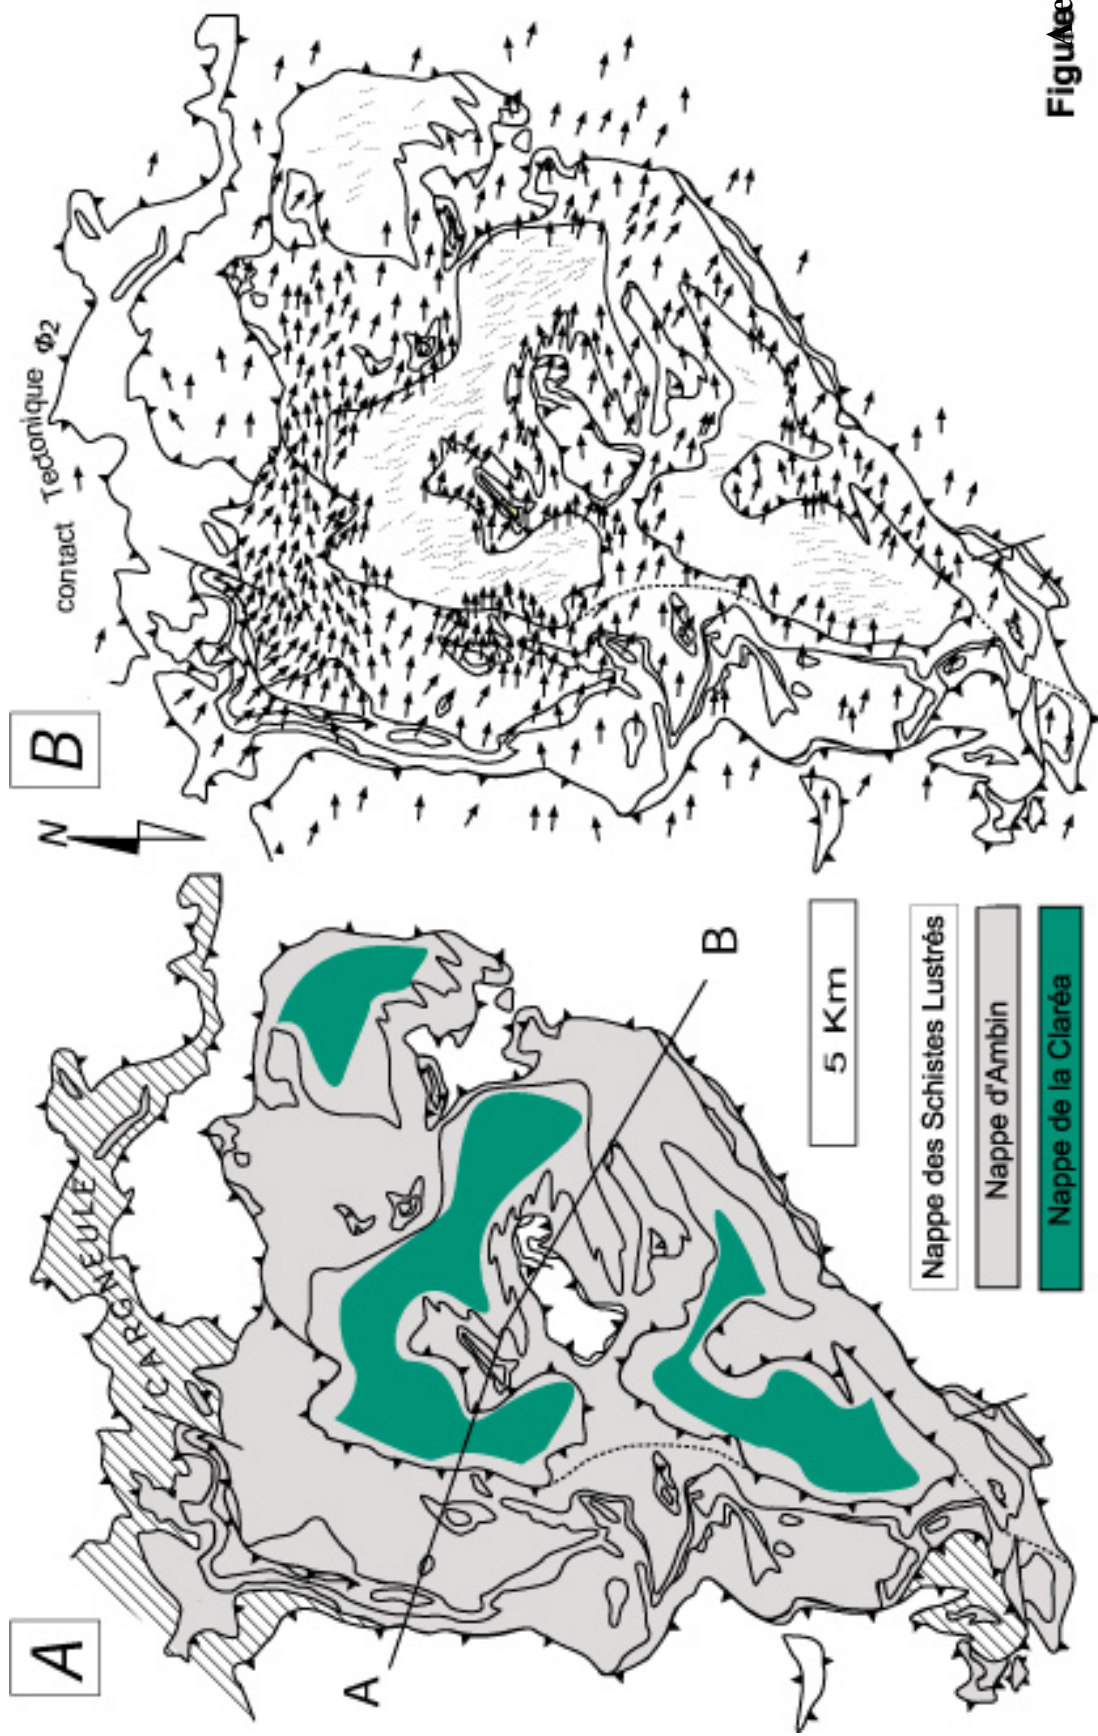 A
CARGNEULE
A
B
N
B
contact Tectonique Φ2
5 Km
Nappe des Schistes Lustrés
Nappe d'Ambin
Nappe de la Claréa